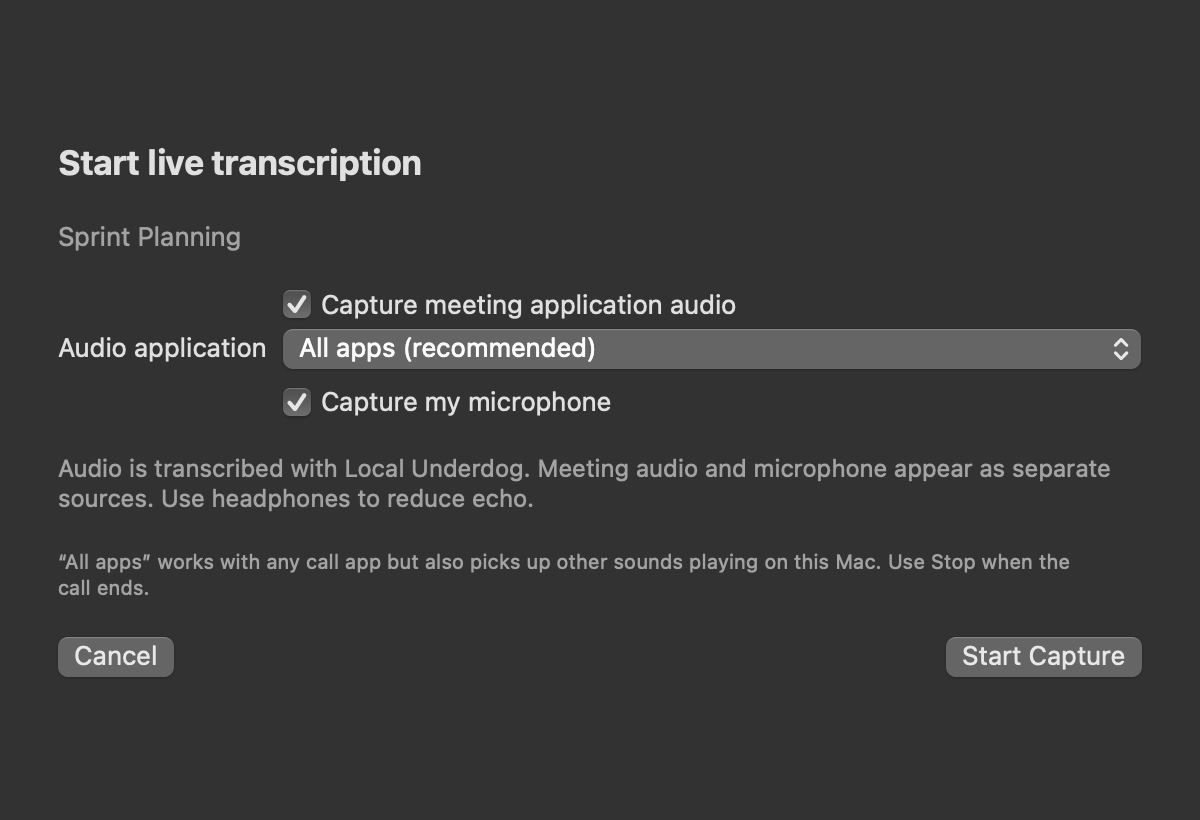 Start live transcription
Sprint Planning
Capture meeting application audio
Audio application All apps (recommended)
Capture my microphone
Audio is transcribed with Local Underdog. Meeting audio and microphone appear as separate
sources. Use headphones to reduce echo.
“All apps” works with any call app but also picks up other sounds playing on this Mac. Use Stop when the
call ends.
Cancel Start Capture